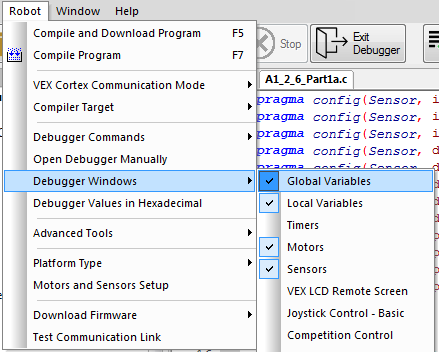 Robot Window Help
Compile and Download Program F5
Compile Program F7
VEX Cortex Communication Mode
Compiler Target
Debugger Commands
Open Debugger Manually
Debugger Windows
Debugger Values in Hexadecimal
Advanced Tools
Platform Type
Motors and Sensors Setup
Download Firmware
Test Communication Link
Stop
Exit
Debugger
A1_2_6_Part1a.c
pragma config(Sensor, i
pragma config(Sensor, i
pragma config(Sensor, i
pragma config(Sensor, d
pragma config(Sensor, d
Global Variables
Local Variables
Timers
Motors
Sensors
VEX LCD Remote Screen
Joystick Control - Basic
Competition Control